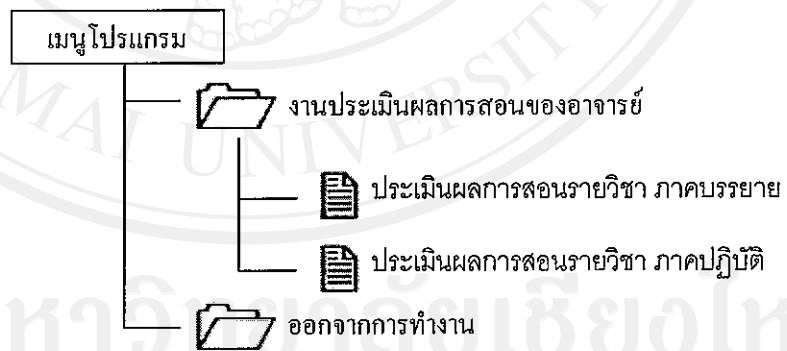 เมนูโปรแกรม
งานประเมินผลการสอนของอาจารย์
MAI UNIVERSITY
ประเมินผลการสอนรายวิชา ภาคบรรยาย
ประเมินผลการสอนรายวิชา ภาคปฏิบัติ
ออกจากการทำงาน